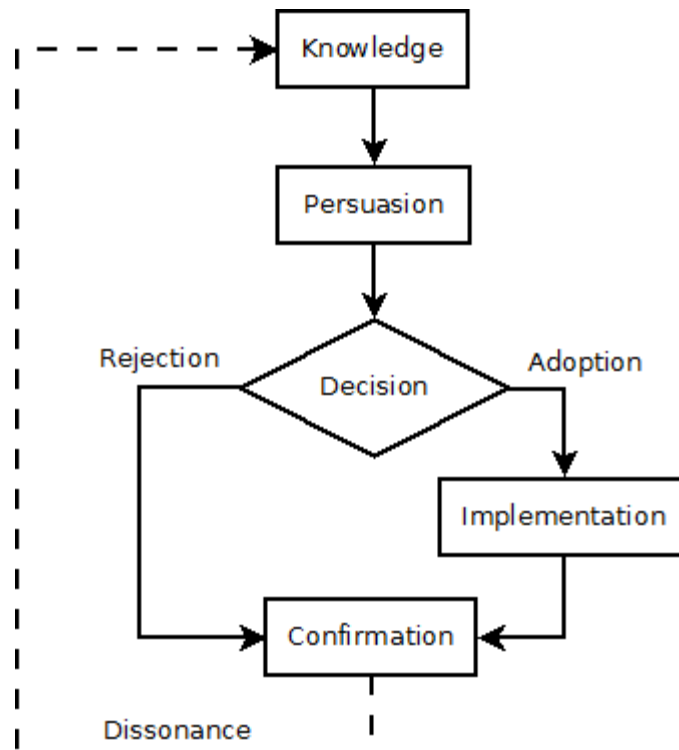 Knowledge
Persuasion
Rejection
Adoption
Decision
Implementation
Confirmation
Dissonance